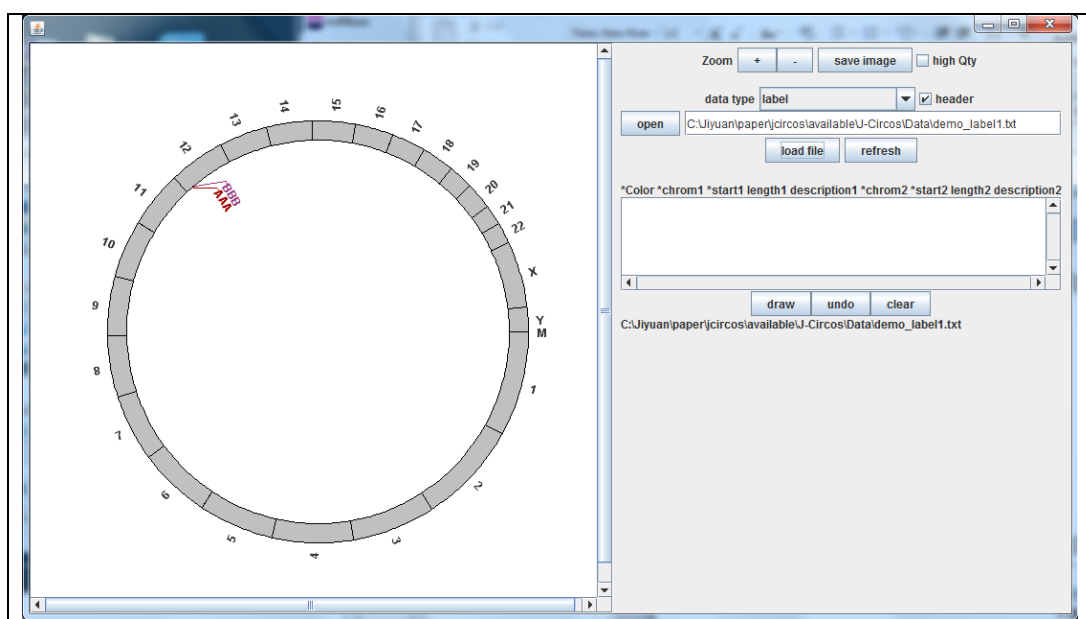 Zoom + - save image high Qty
data type label header
open C:\Jiyuan\paper\jcircos\available\J-Circos\Data\demo_label1.txt
load file refresh
*Color *chrom1 *start1 length1 description1 *chrom2 *start2 length2 description2
draw undo clear
C:\Jiyuan\paper\jcircos\available\J-Circos\Data\demo_label1.txt
15
14
16
13
17
12
18
19
BBB
20
AAA
11
21
22
10
X
9
Y
M
8
1
7
2
6
5
3
4